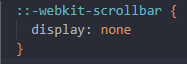 ::-webkit-scrollbar {
  display: none
}